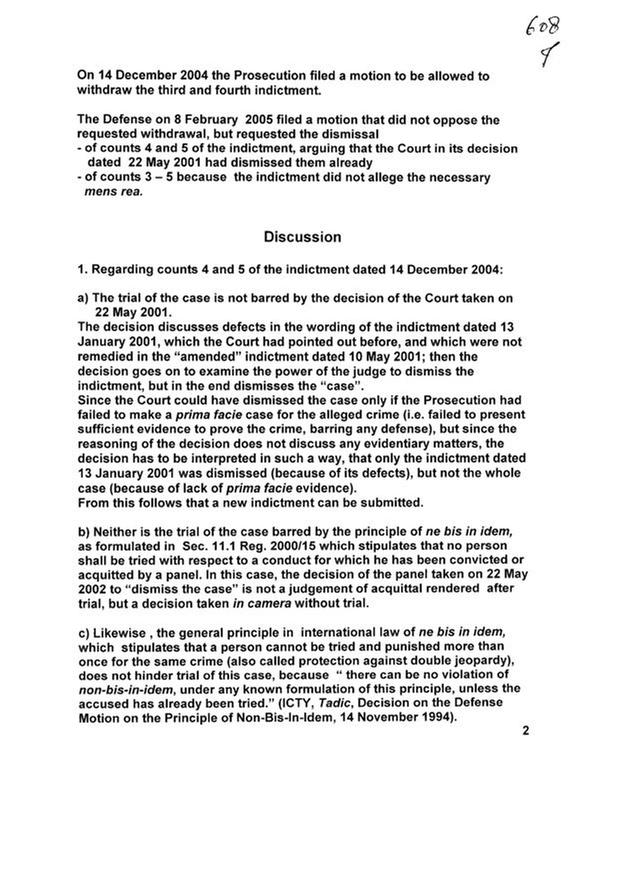 608
On 14 December 2004 the Prosecution filed a motion to be allowed to
withdraw the third and fourth indictment.
The Defense on 8 February 2005 filed a motion that did not oppose the
requested withdrawal, but requested the dismissal
- of counts 4 and 5 of the indictment, arguing that the Court in its decision
dated 22 May 2001 had dismissed them already
- of counts 3 – 5 because the indictment did not allege the necessary
mens rea.
Discussion
1. Regarding counts 4 and 5 of the indictment dated 14 December 2004:
a) The trial of the case is not barred by the decision of the Court taken on
22 May 2001.
The decision discusses defects in the wording of the indictment dated 13
January 2001, which the Court had pointed out before, and which were not
remedied in the “amended” indictment dated 10 May 2001; then the
decision goes on to examine the power of the judge to dismiss the
indictment, but in the end dismisses the “case”.
Since the Court could have dismissed the case only if the Prosecution had
failed to make a prima facie case for the alleged crime (i.e. failed to present
sufficient evidence to prove the crime, barring any defense), but since the
reasoning of the decision does not discuss any evidentiary matters, the
decision has to be interpreted in such a way, that only the indictment dated
13 January 2001 was dismissed (because of its defects), but not the whole
case (because of lack of prima facie evidence).
From this follows that a new indictment can be submitted.
b) Neither is the trial of the case barred by the principle of ne bis in idem,
as formulated in Sec. 11.1 Reg. 2000/15 which stipulates that no person
shall be tried with respect to a conduct for which he has been convicted or
acquitted by a panel. In this case, the decision of the panel taken on 22 May
2002 to “dismiss the case” is not a judgement of acquittal rendered after
trial, but a decision taken in camera without trial.
c) Likewise , the general principle in international law of ne bis in idem,
which stipulates that a person cannot be tried and punished more than
once for the same crime (also called protection against double jeopardy),
does not hinder trial of this case, because “ there can be no violation of
non-bis-in-idem, under any known formulation of this principle, unless the
accused has already been tried.” (ICTY, Tadic, Decision on the Defense
Motion on the Principle of Non-Bis-In-Idem, 14 November 1994).
2